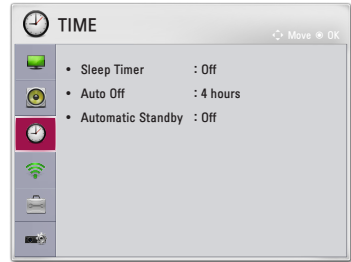 TIME
Move ◉ OK
• Sleep Timer : Off
• Auto Off : 4 hours
• Automatic Standby : Off